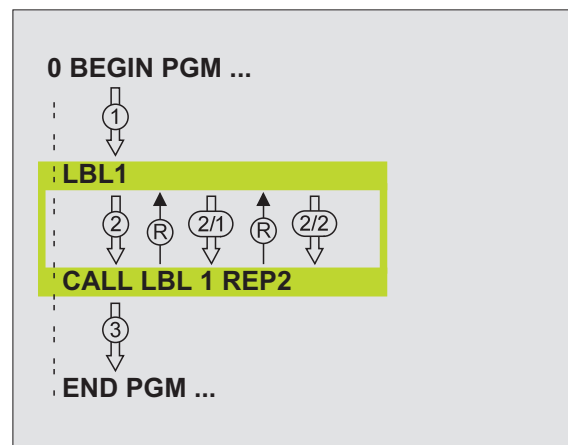 0 BEGIN PGM ...
1
LBL1
2 R 2/1 R 2/2
CALL LBL 1 REP2
3
END PGM ...